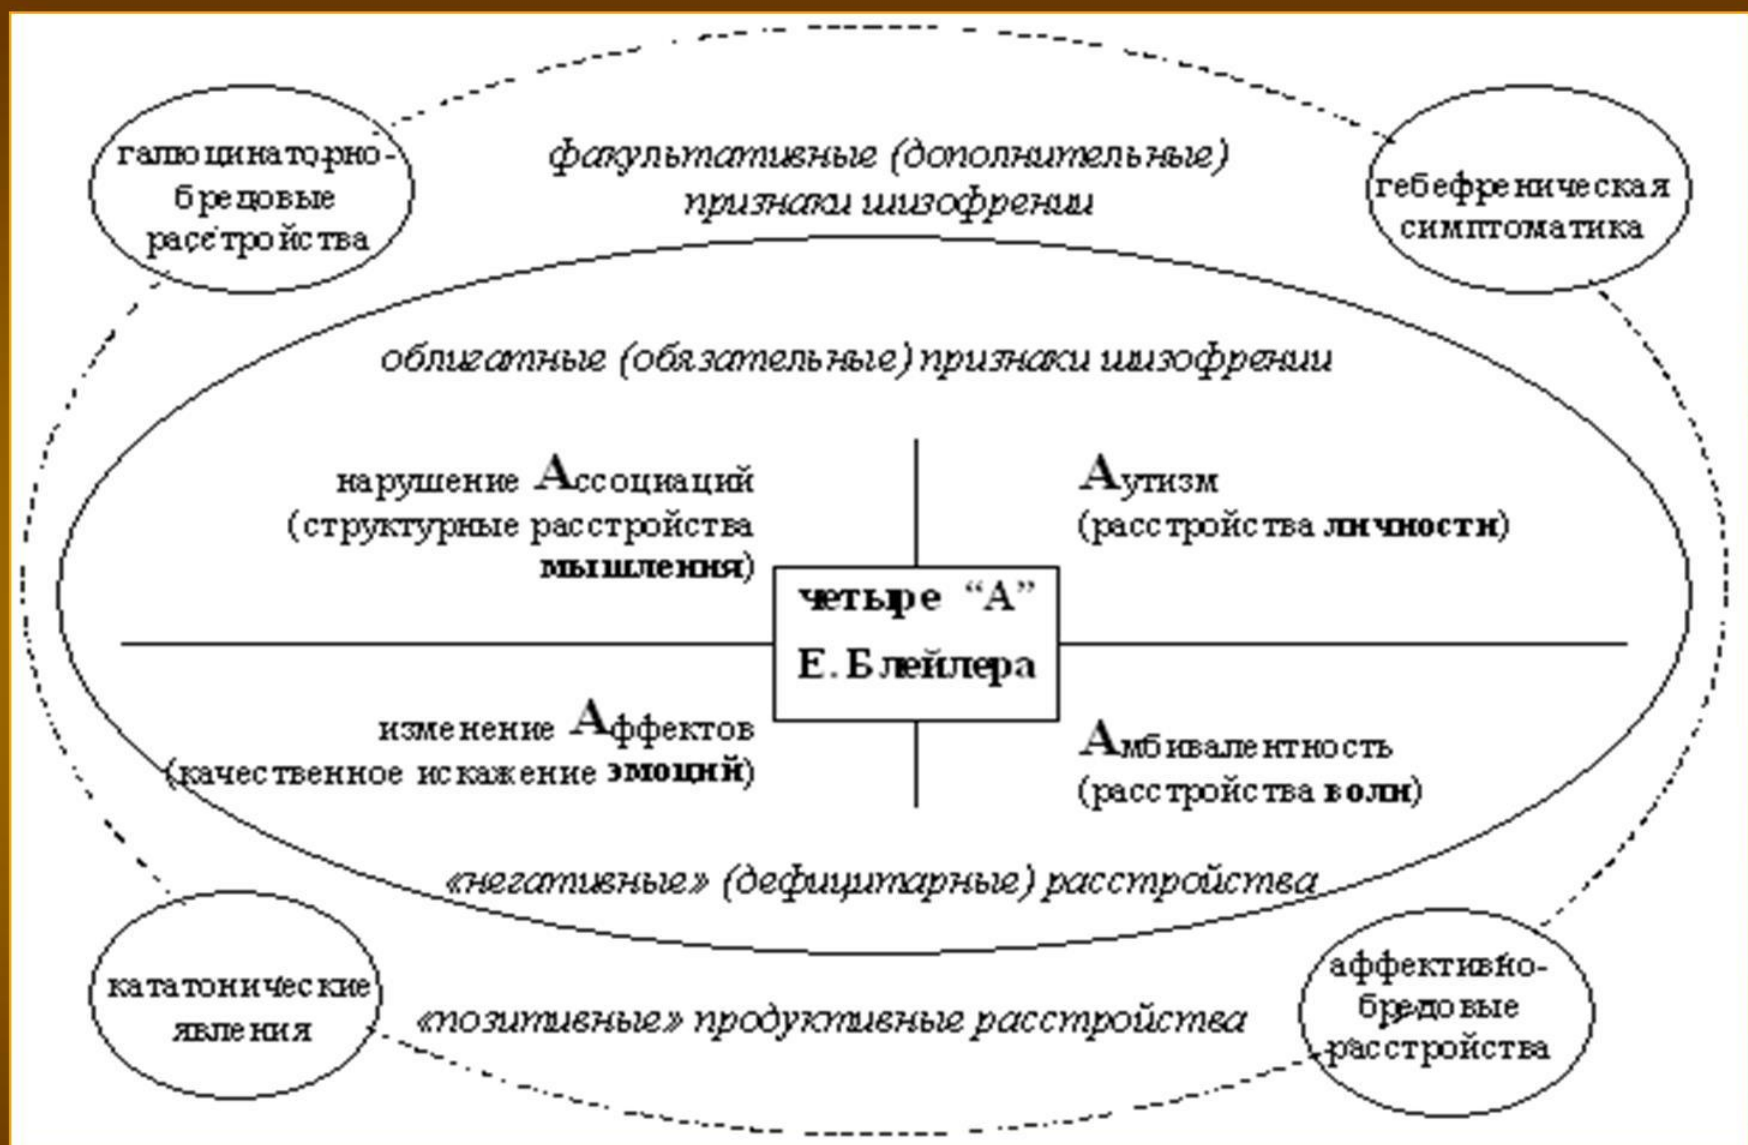 галюцинаторно-
бредовые
расстройства
факультативные (дополнительные)
признаки шизофрении
гебефреническая
симптоматика
облигатные (обязательные) признаки шизофрении
нарушение Ассоциаций
(структурные расстройства
мышления)
Аутизм
(расстройства личности)
четыре “А”
Е. Блейлера
изменение Аффектов
(качественное искажение эмоций)
Амбивалентность
(расстройства воли)
«негативные» (дефицитарные) расстройства
кататонические
явления
«позитивные» продуктивные расстройства
аффективно-
бредовые
расстройства